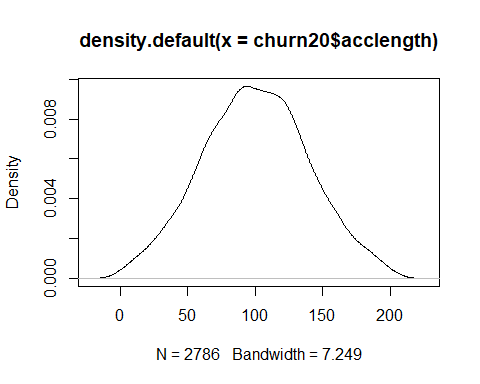 density.default(x = churn20$acclength)
Density
0.008
0.004
0.000
0
50
100
150
200
N = 2786 Bandwidth = 7.249